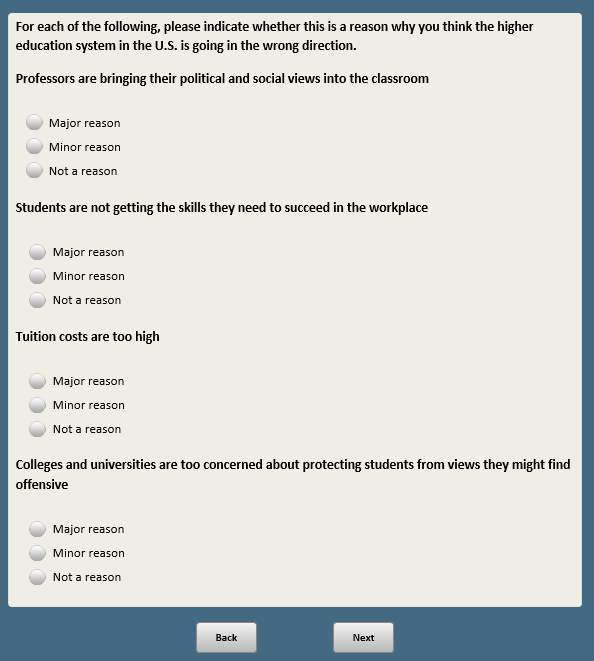 For each of the following, please indicate whether this is a reason why you think the higher
education system in the U.S. is going in the wrong direction.
Professors are bringing their political and social views into the classroom
Major reason
Minor reason
Not a reason
Students are not getting the skills they need to succeed in the workplace
Major reason
Minor reason
Not a reason
Tuition costs are too high
Major reason
Minor reason
Not a reason
Colleges and universities are too concerned about protecting students from views they might find
offensive
Major reason
Minor reason
Not a reason
Back Next